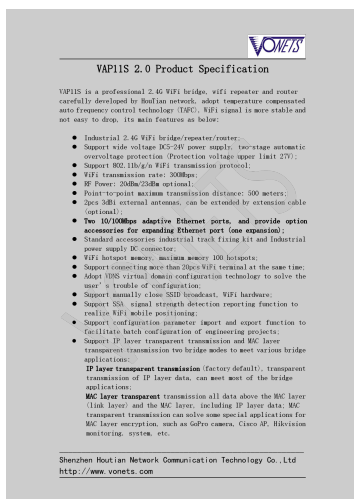 VONETS
VAP11S 2.0 Product Specification
VAP11S is a professional 2.4G WiFi bridge, wifi repeater and router
carefully developed by HouTian network, adopt temperature compensated
auto frequency control technology (TAFC), WiFi signal is more stable and
not easy to drop, its main features as below:
● Industrial 2.4G WiFi bridge/repeater/router;
● Support wide voltage DC5-24V power supply, two-stage automatic
overvoltage protection (Protection voltage upper limit 27V);
● Support 802.11b/g/n WiFi transmission protocol;
● WiFi transmission rate: 300Mbps;
● RF Power: 20dBm/23dBm optional;
● Point-to-point maximum transmission distance: 500 meters;
● 2pcs 3dBi external antennas, can be extended by extension cable
(optional);
● Two 10/100Mbps adaptive Ethernet ports, and provide option
accessories for expanding Ethernet port (one expansion);
● Standard accessories industrial track fixing kit and Industrial
power supply DC connector;
● WiFi hotspot memory, maximum memory 100 hotspots;
● Support connecting more than 20pcs WiFi terminal at the same time;
● Adopt VDNS virtual domain configuration technology to solve the
user's trouble of configuration;
● Support manually close SSID broadcast, WiFi hardware;
● Support SSA signal strength detection reporting function to
realize WiFi mobile positioning;
● Support configuration parameter import and export function to
facilitate batch configuration of engineering projects;
● Support IP layer transparent transmission and MAC layer
transparent transmission two bridge modes to meet various bridge
applications:
IP layer transparent transmission (factory default), transparent
transmission of IP layer data, can meet most of the bridge
applications;
MAC layer transparent transmission all data above the MAC layer
(link layer) and the MAC layer, including IP layer data; MAC
transparent transmission can solve some special applications for
MAC layer encryption, such as GoPro camera, Cisco AP, Hikvision
monitoring, system, etc.
Shenzhen Houtian Network Communication Technology Co.,Ltd
http://www.vonets.com